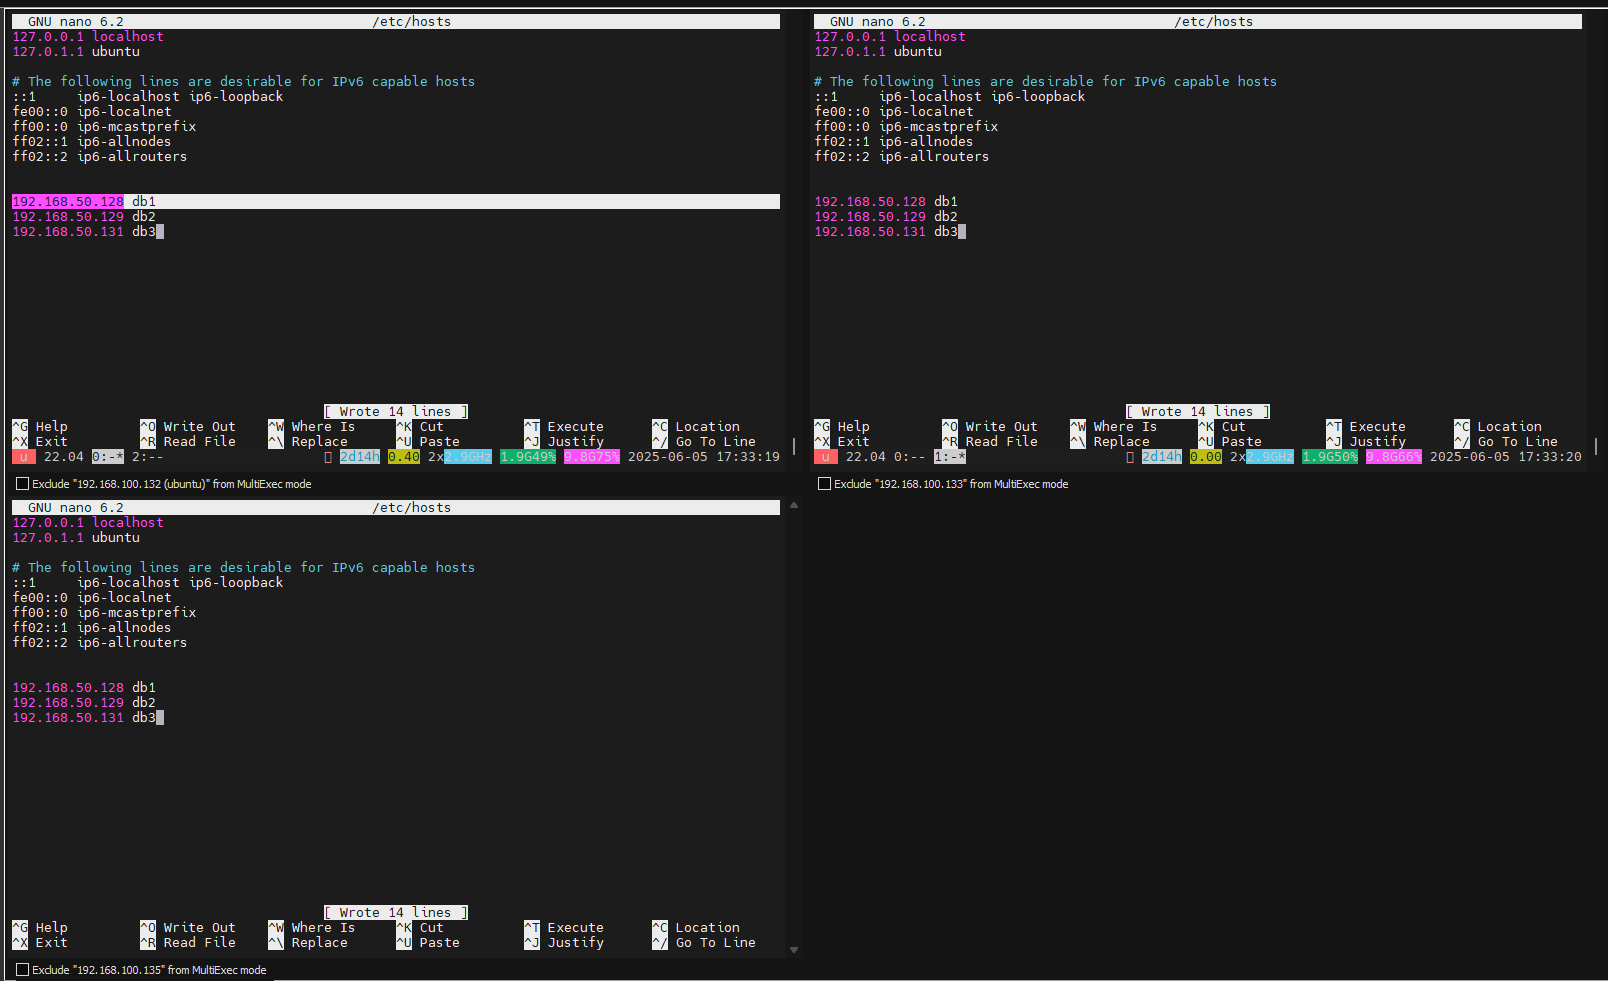 GNU nano 6.2 /etc/hosts
127.0.0.1 localhost
127.0.1.1 ubuntu
# The following lines are desirable for IPv6 capable hosts
::1 ip6-localhost ip6-loopback
fe00::0 ip6-localnet
ff00::0 ip6-mcastprefix
ff02::1 ip6-allnodes
ff02::2 ip6-allrouters
192.168.50.128 db1
192.168.50.129 db2
192.168.50.131 db3
[ Wrote 14 lines ]
^G Help ^O Write Out ^W Where Is ^K Cut ^T Execute ^C Location
^X Exit ^R Read File ^\ Replace ^U Paste ^J Justify ^/ Go To Line
u 22.04 0:-* 2:-- 2d14h 0.40 2x2.9GHz 1.9G49% 9.8G75% 2025-06-05 17:33:19
Exclude "192.168.100.132 (ubuntu)" from MultiExec mode
GNU nano 6.2 /etc/hosts
127.0.0.1 localhost
127.0.1.1 ubuntu
# The following lines are desirable for IPv6 capable hosts
::1 ip6-localhost ip6-loopback
fe00::0 ip6-localnet
ff00::0 ip6-mcastprefix
ff02::1 ip6-allnodes
ff02::2 ip6-allrouters
192.168.50.128 db1
192.168.50.129 db2
192.168.50.131 db3
[ Wrote 14 lines ]
^G Help ^O Write Out ^W Where Is ^K Cut ^T Execute ^C Location
^X Exit ^R Read File ^\ Replace ^U Paste ^J Justify ^/ Go To Line
u 22.04 0:-- 1:-* 2d14h 0.00 2x2.9GHz 1.9G50% 9.8G66% 2025-06-05 17:33:20
Exclude "192.168.100.133" from MultiExec mode
GNU nano 6.2 /etc/hosts
127.0.0.1 localhost
127.0.1.1 ubuntu
# The following lines are desirable for IPv6 capable hosts
::1 ip6-localhost ip6-loopback
fe00::0 ip6-localnet
ff00::0 ip6-mcastprefix
ff02::1 ip6-allnodes
ff02::2 ip6-allrouters
192.168.50.128 db1
192.168.50.129 db2
192.168.50.131 db3
[ Wrote 14 lines ]
^G Help ^O Write Out ^W Where Is ^K Cut ^T Execute ^C Location
^X Exit ^R Read File ^\ Replace ^U Paste ^J Justify ^/ Go To Line
Exclude "192.168.100.135" from MultiExec mode